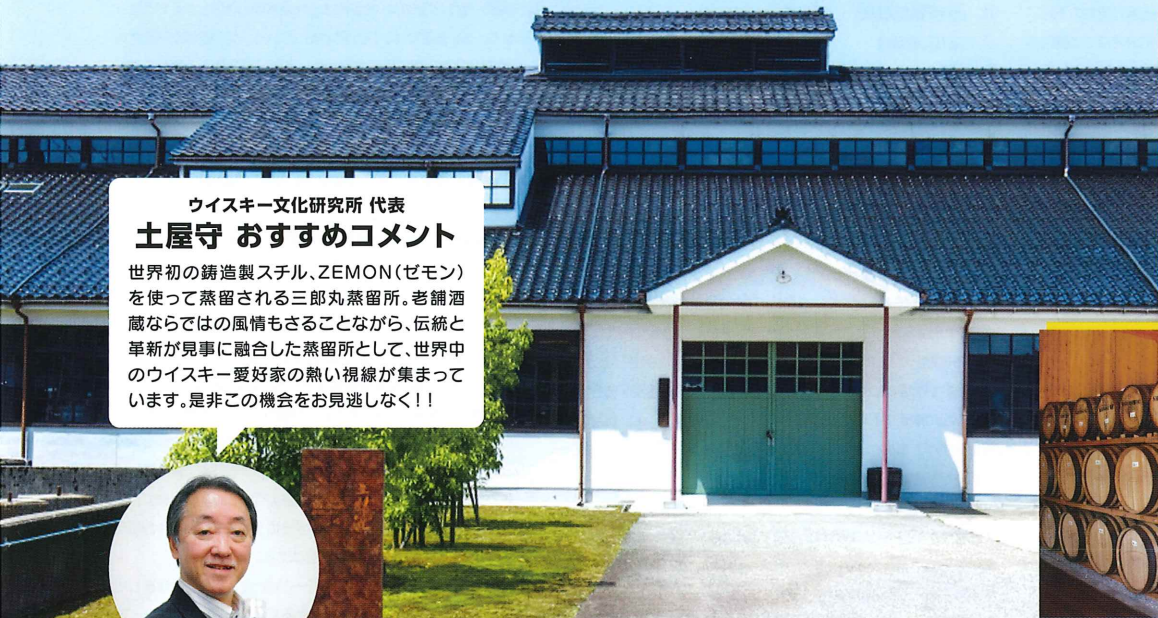 ウイスキー文化研究所 代表
土屋守 おすすめコメント
世界初の鋳造製スチル、ZEMON（ゼモン）
を使って蒸留される三郎丸蒸留所。老舗酒
蔵ならではの風情もさることながら、伝統と
革新が見事に融合した蒸留所として、世界中
のウイスキー愛好家の熱い視線が集まって
います。是非この機会をお見逃しなく！！